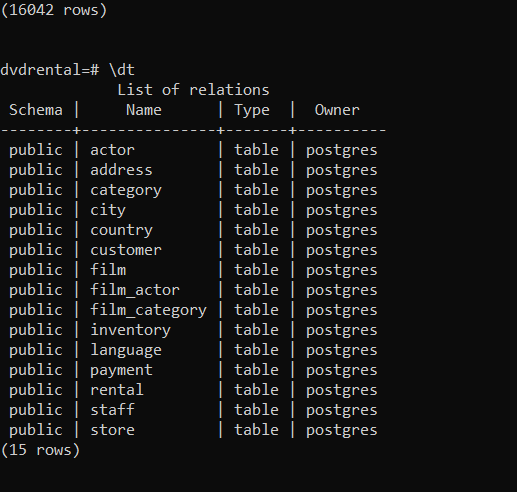 (16042 rows)
dvdrental=# \dt
             List of relations
 Schema |     Name      | Type  |  Owner
--------+---------------+-------+----------
 public | actor         | table | postgres
 public | address       | table | postgres
 public | category      | table | postgres
 public | city          | table | postgres
 public | country       | table | postgres
 public | customer      | table | postgres
 public | film          | table | postgres
 public | film_actor    | table | postgres
 public | film_category | table | postgres
 public | inventory     | table | postgres
 public | language      | table | postgres
 public | payment       | table | postgres
 public | rental        | table | postgres
 public | staff         | table | postgres
 public | store         | table | postgres
(15 rows)